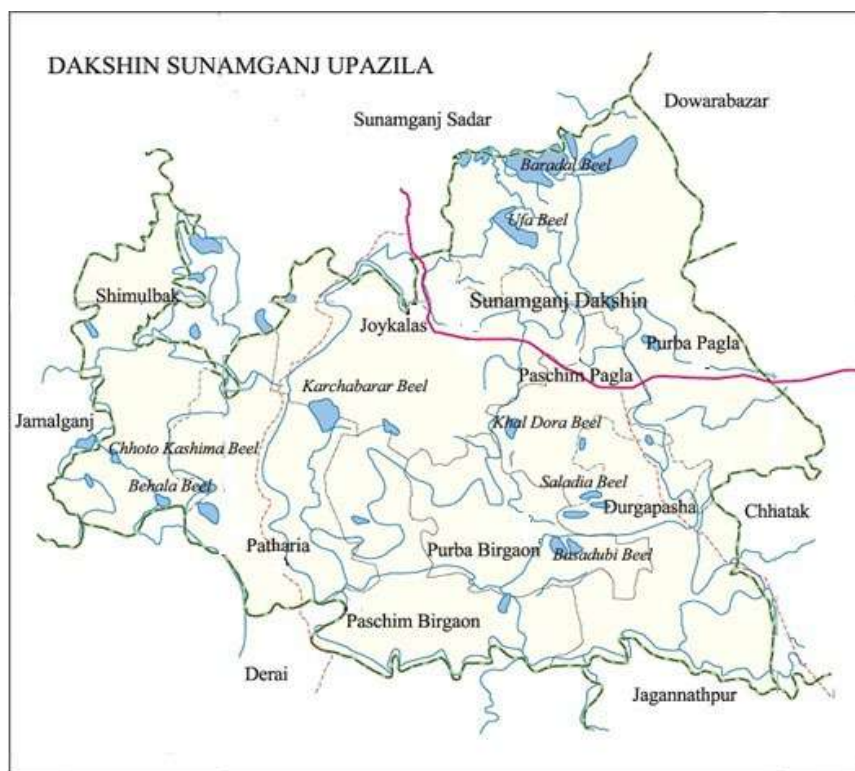 DAKSHIN SUNAMGANJ UPAZILA
Dowarabazar
Sunamganj Sadar
Baradai Beel
Ufa Beel
Shimulbak
Sunamganj Dakshin
Joykalas
Purba Pagla
Paschim Pagla
Karchabarar Beel
Jamalganj
Khal Dora Beel
Chhoto Kashima Beel
Saladia Beel
Behala Beel
Durgapasha
Chhatak
Patharia
Purba Birgaon
Basadubi Beel
Paschim Birgaon
Derai
Jagannathpur